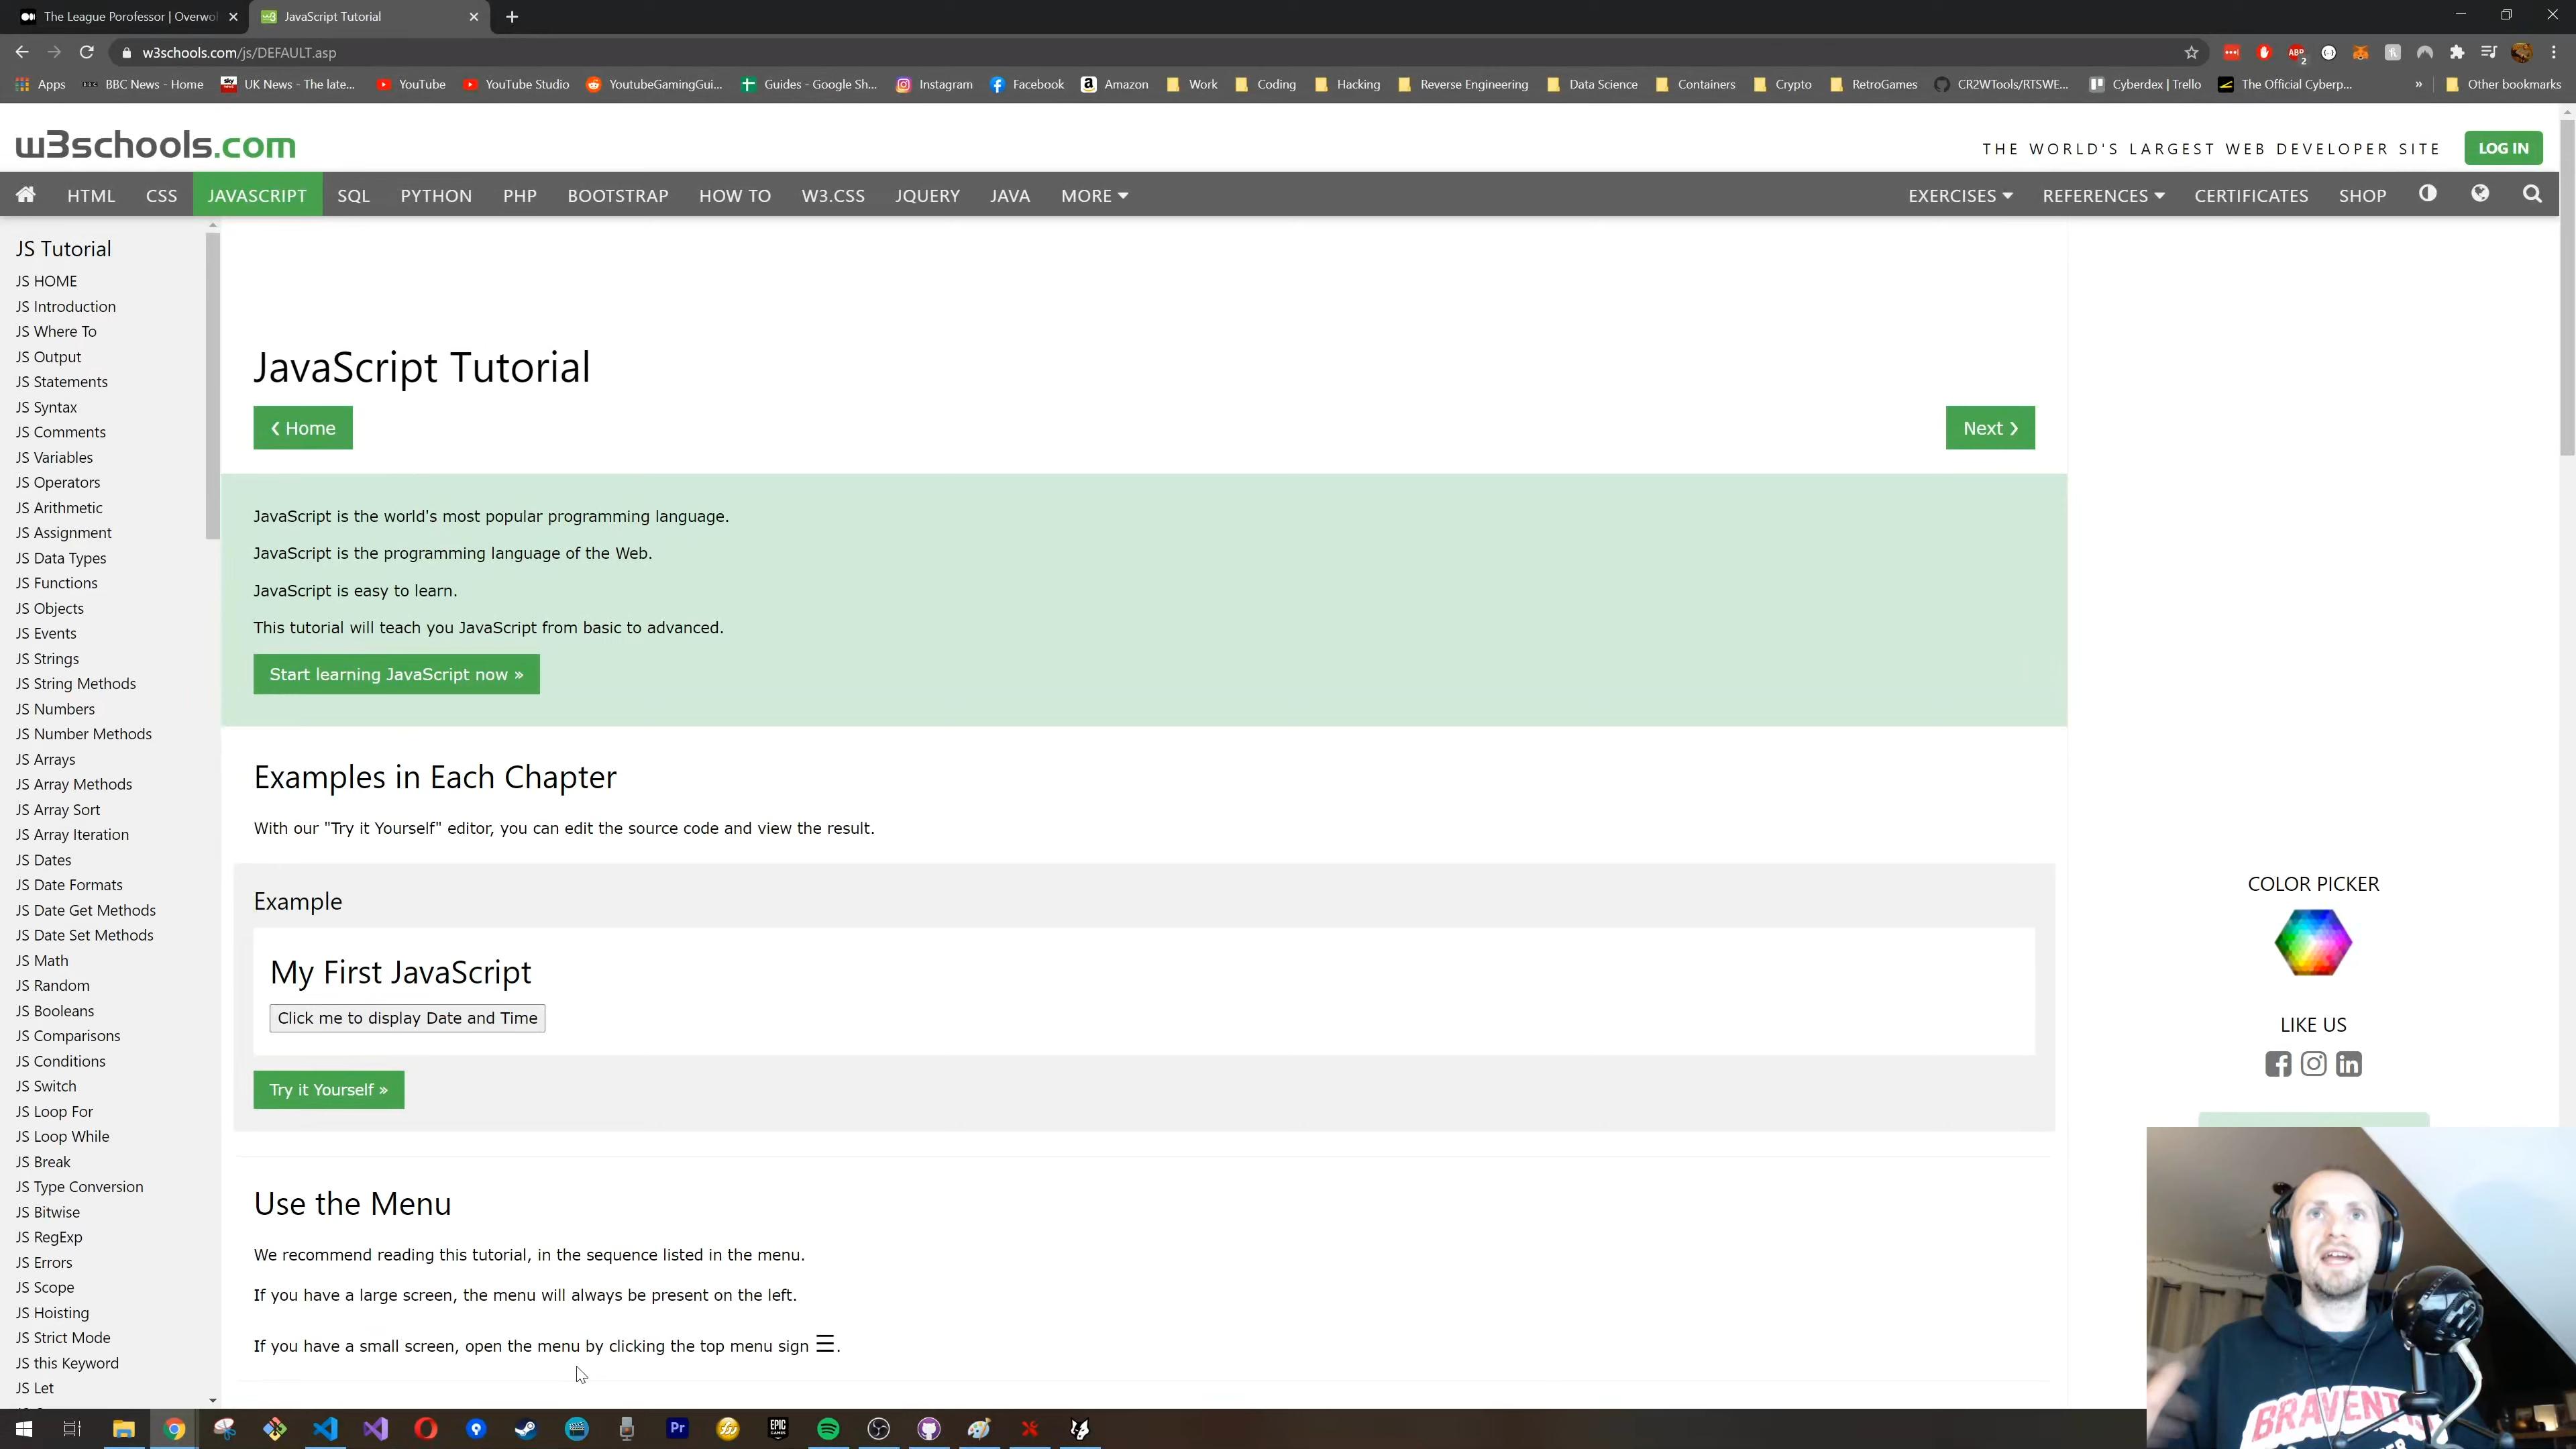 The League Porofessor | Overwol
JavaScript Tutorial
w3schools.com/js/DEFAULT.asp
ABP
2
Apps
BBC News - Home
UK News - The late...
YouTube
YouTube Studio
YoutubeGamingGui...
Guides - Google Sh...
Instagram
Facebook
Amazon
Work
Coding
Hacking
Reverse Engineering
Data Science
Containers
Crypto
RetroGames
CR2WTools/RTSWE...
Cyberdex | Trello
The Official Cyberp...
»
Other bookmarks
w3schools.com
THE WORLD'S LARGEST WEB DEVELOPER SITE
LOG IN
HTML
CSS
JAVASCRIPT
SQL
PYTHON
PHP
BOOTSTRAP
HOW TO
W3.CSS
JQUERY
JAVA
MORE
EXERCISES
REFERENCES
CERTIFICATES
SHOP
JS Tutorial
JS HOME
JS Introduction
JS Where To
JS Output
JS Statements
JS Syntax
JS Comments
JS Variables
JS Operators
JS Arithmetic
JS Assignment
JS Data Types
JS Functions
JS Objects
JS Events
JS Strings
JS String Methods
JS Numbers
JS Number Methods
JS Arrays
JS Array Methods
JS Array Sort
JS Array Iteration
JS Dates
JS Date Formats
JS Date Get Methods
JS Date Set Methods
JS Math
JS Random
JS Booleans
JS Comparisons
JS Conditions
JS Switch
JS Loop For
JS Loop While
JS Break
JS Type Conversion
JS Bitwise
JS RegExp
JS Errors
JS Scope
JS Hoisting
JS Strict Mode
JS this Keyword
JS Let
JavaScript Tutorial
❮ Home
Next ❯
JavaScript is the world's most popular programming language.
JavaScript is the programming language of the Web.
JavaScript is easy to learn.
This tutorial will teach you JavaScript from basic to advanced.
Start learning JavaScript now »
Examples in Each Chapter
With our "Try it Yourself" editor, you can edit the source code and view the result.
Example
My First JavaScript
Click me to display Date and Time
Try it Yourself »
Use the Menu
We recommend reading this tutorial, in the sequence listed in the menu.
If you have a large screen, the menu will always be present on the left.
If you have a small screen, open the menu by clicking the top menu sign ☰.
COLOR PICKER
LIKE US
Pr
EPIC
GAMES